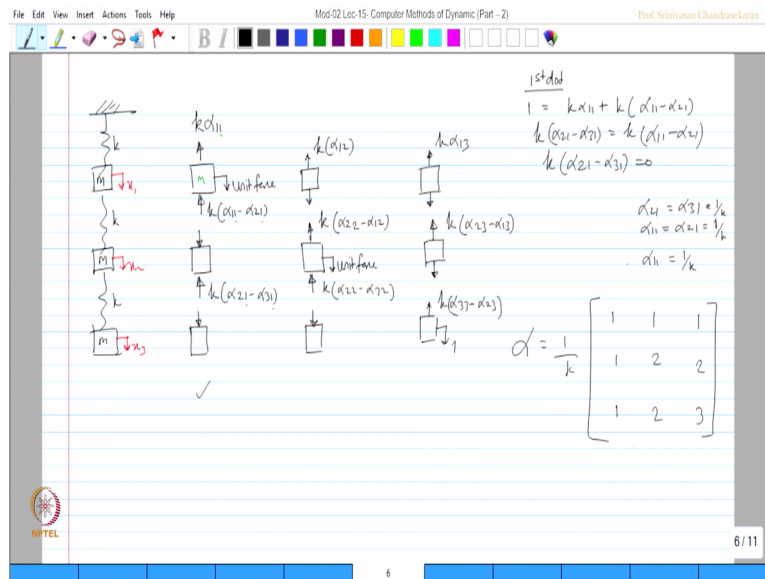 File Edit View Insert Actions Tools Help
Mod-02 Lec-15- Computer Methods of Dynamic (Part – 2)
Prof. Srinivasan Chandrasekaran
B I
k
m
x1
k
m
k
m
x3
kα11
m
unit force
k(α11-α21)
k(α21-α31)
✓
k(α12)
k(α22-α12)
unit force
k(α22-α32)
kα13
k(α23-α13)
k(α33-α23)
1
1st dof
1 = kα11 + k(α11-α21)
k(α21-α31) = k(α11-α21)
k(α21-α31) = 0
α21 = α31 = 1/k
α11 = α21 = 1/k
α11 = 1/k
α = 1/k
1 1 1
1 2 2
1 2 3
NPTEL
6 / 11
6